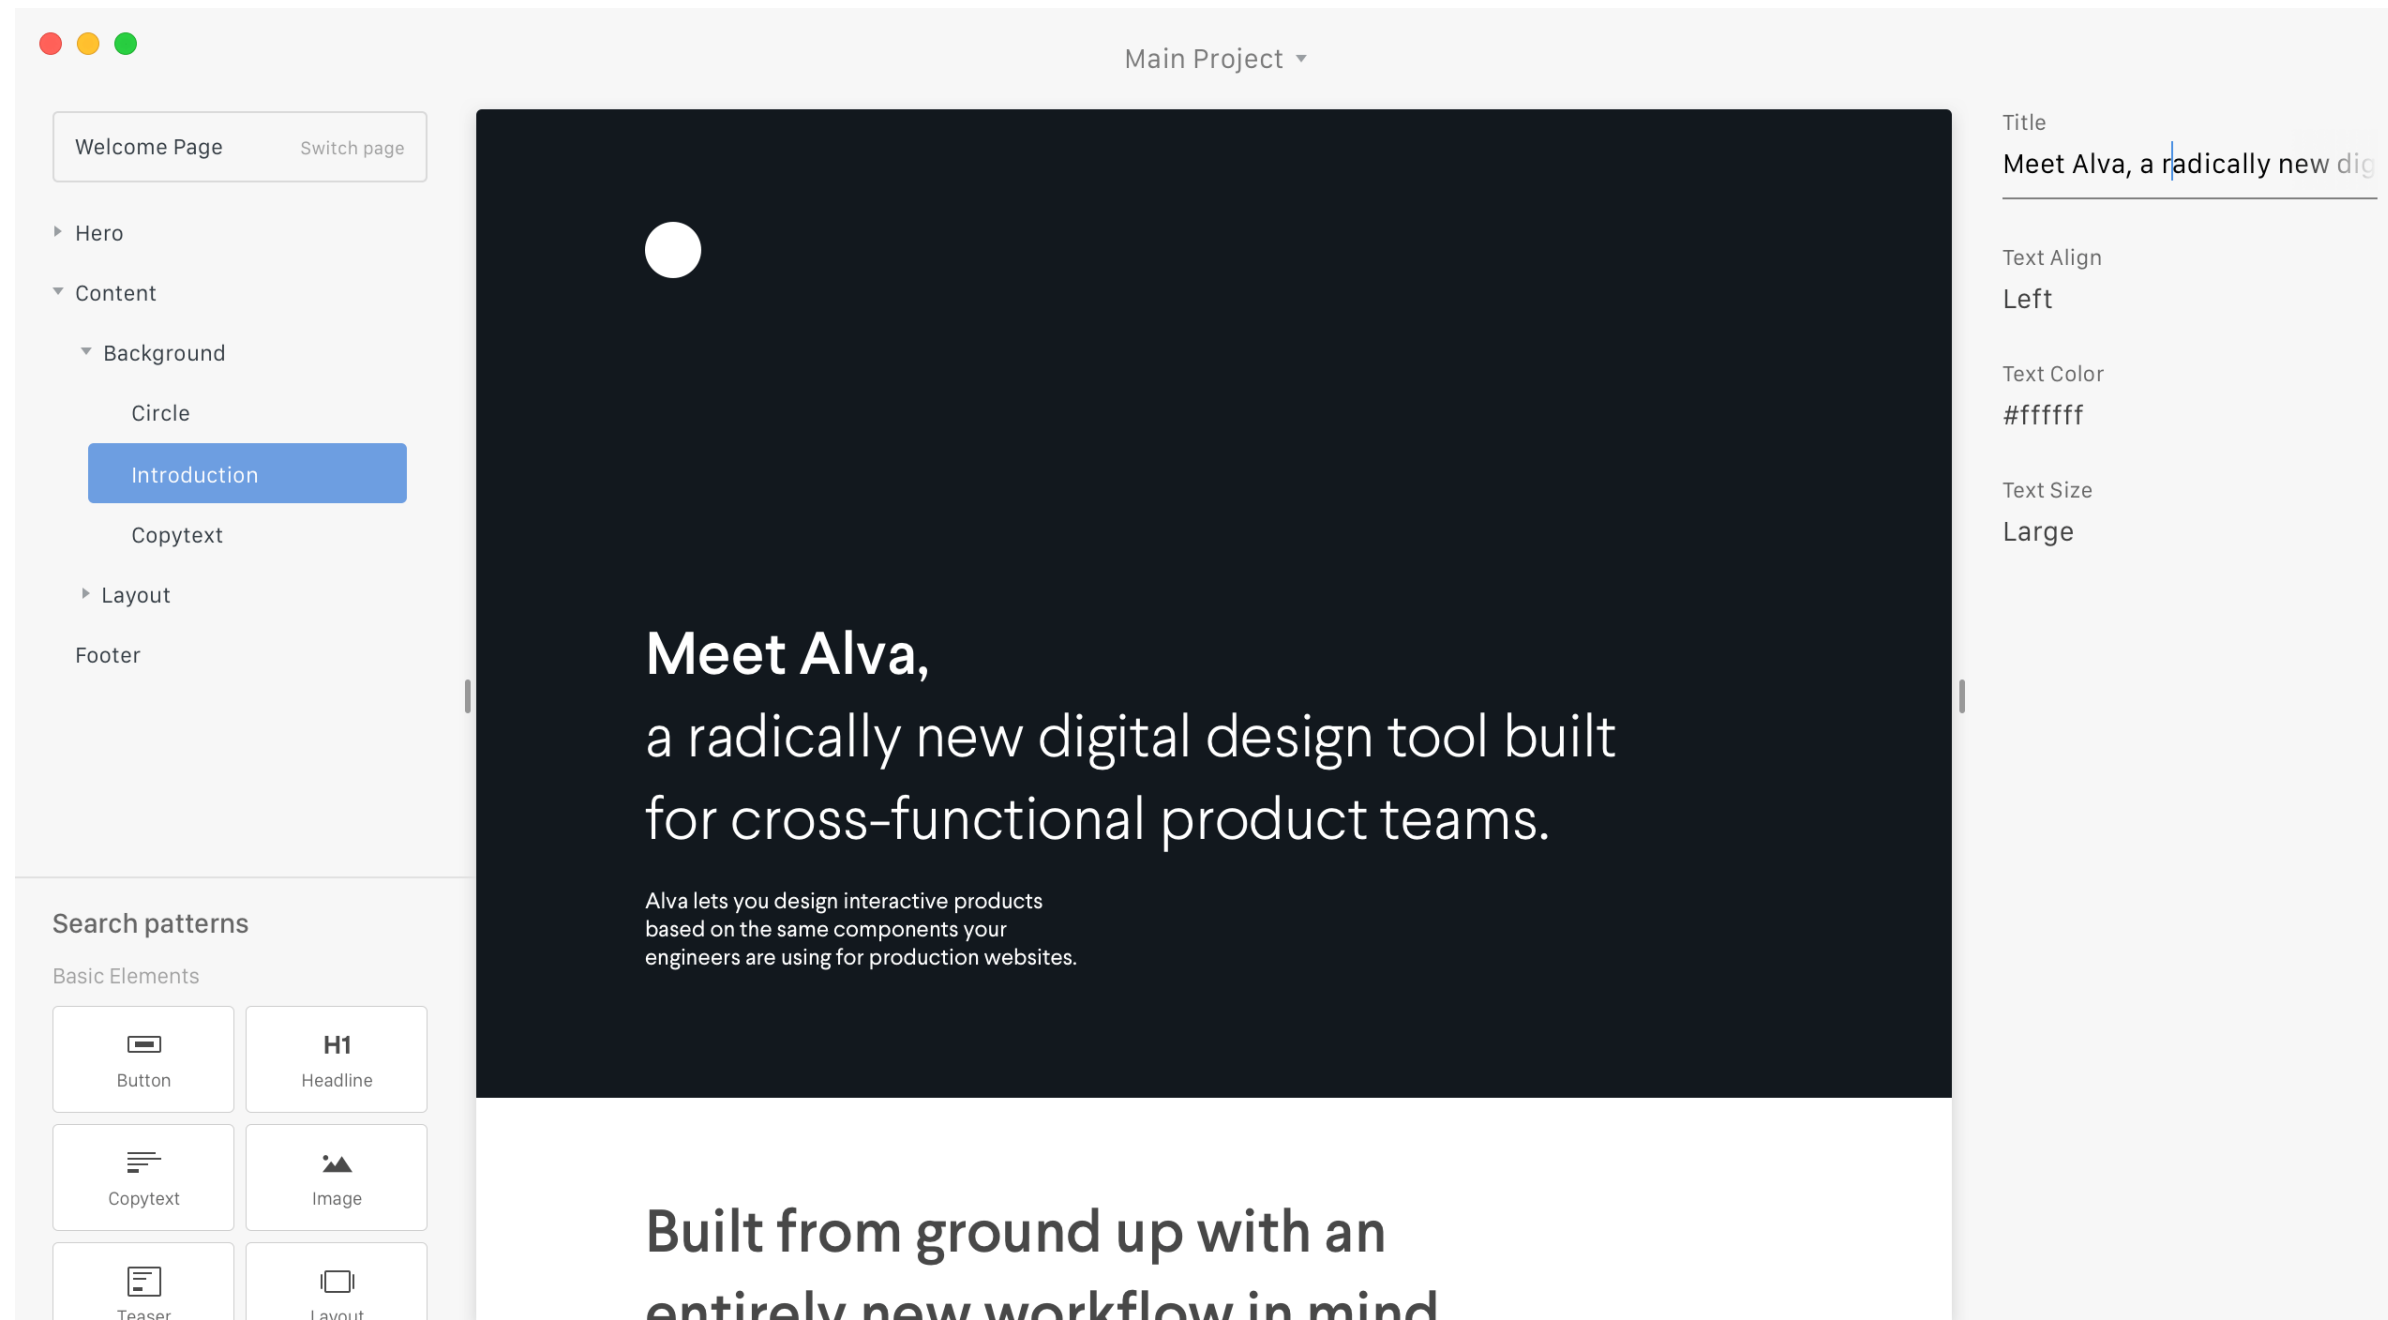 Main Project
Welcome Page
Switch page
Hero
Content
Background
Circle
Introduction
Copytext
Layout
Footer
Search patterns
Basic Elements
Button
H1
Headline
Copytext
Image
Teaser
Layout
Meet Alva,
a radically new digital design tool built
for cross-functional product teams.
Alva lets you design interactive products
based on the same components your
engineers are using for production websites.
Built from ground up with an
entirely new workflow in mind
Title
Meet Alva, a radically new dig
Text Align
Left
Text Color
#ffffff
Text Size
Large